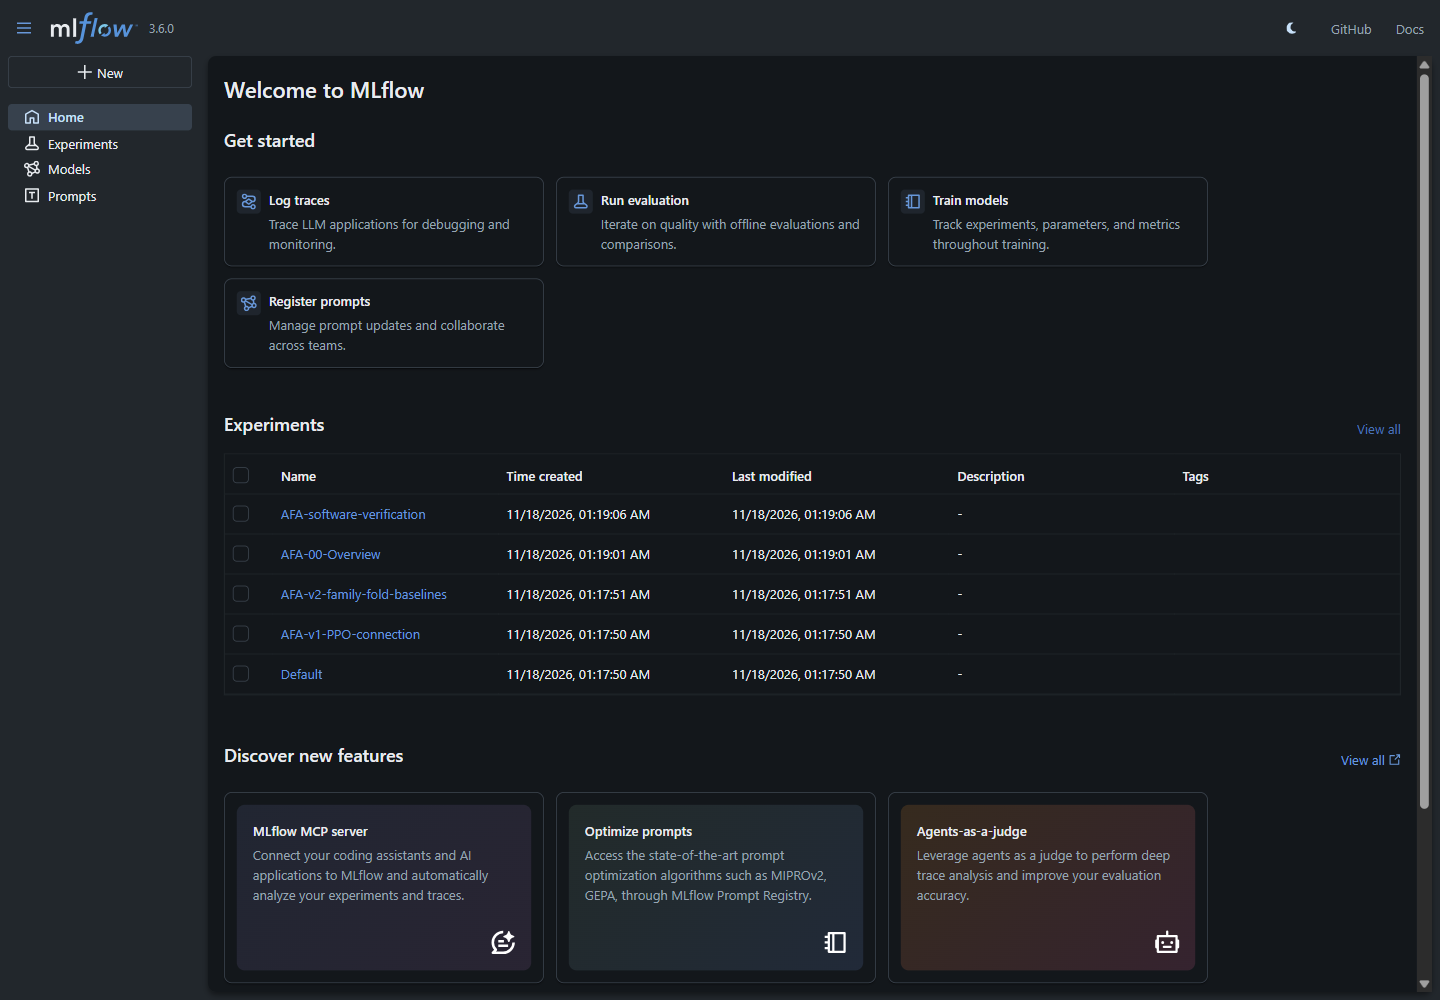 mlflow 3.6.0
GitHub
Docs
New
Home
Experiments
Models
Prompts
Welcome to MLflow
Get started
Log traces
Trace LLM applications for debugging and
monitoring.
Run evaluation
Iterate on quality with offline evaluations and
comparisons.
Train models
Track experiments, parameters, and metrics
throughout training.
Register prompts
Manage prompt updates and collaborate
across teams.
Experiments
View all
Name Time created Last modified Description Tags
AFA-software-verification 11/18/2026, 01:19:06 AM 11/18/2026, 01:19:06 AM -
AFA-00-Overview 11/18/2026, 01:19:01 AM 11/18/2026, 01:19:01 AM -
AFA-v2-family-fold-baselines 11/18/2026, 01:17:51 AM 11/18/2026, 01:17:51 AM -
AFA-v1-PPO-connection 11/18/2026, 01:17:50 AM 11/18/2026, 01:17:50 AM -
Default 11/18/2026, 01:17:50 AM 11/18/2026, 01:17:50 AM -
Discover new features
View all
MLflow MCP server
Connect your coding assistants and AI
applications to MLflow and automatically
analyze your experiments and traces.
Optimize prompts
Access the state-of-the-art prompt
optimization algorithms such as MIPROv2,
GEPA, through MLflow Prompt Registry.
Agents-as-a-judge
Leverage agents as a judge to perform deep
trace analysis and improve your evaluation
accuracy.